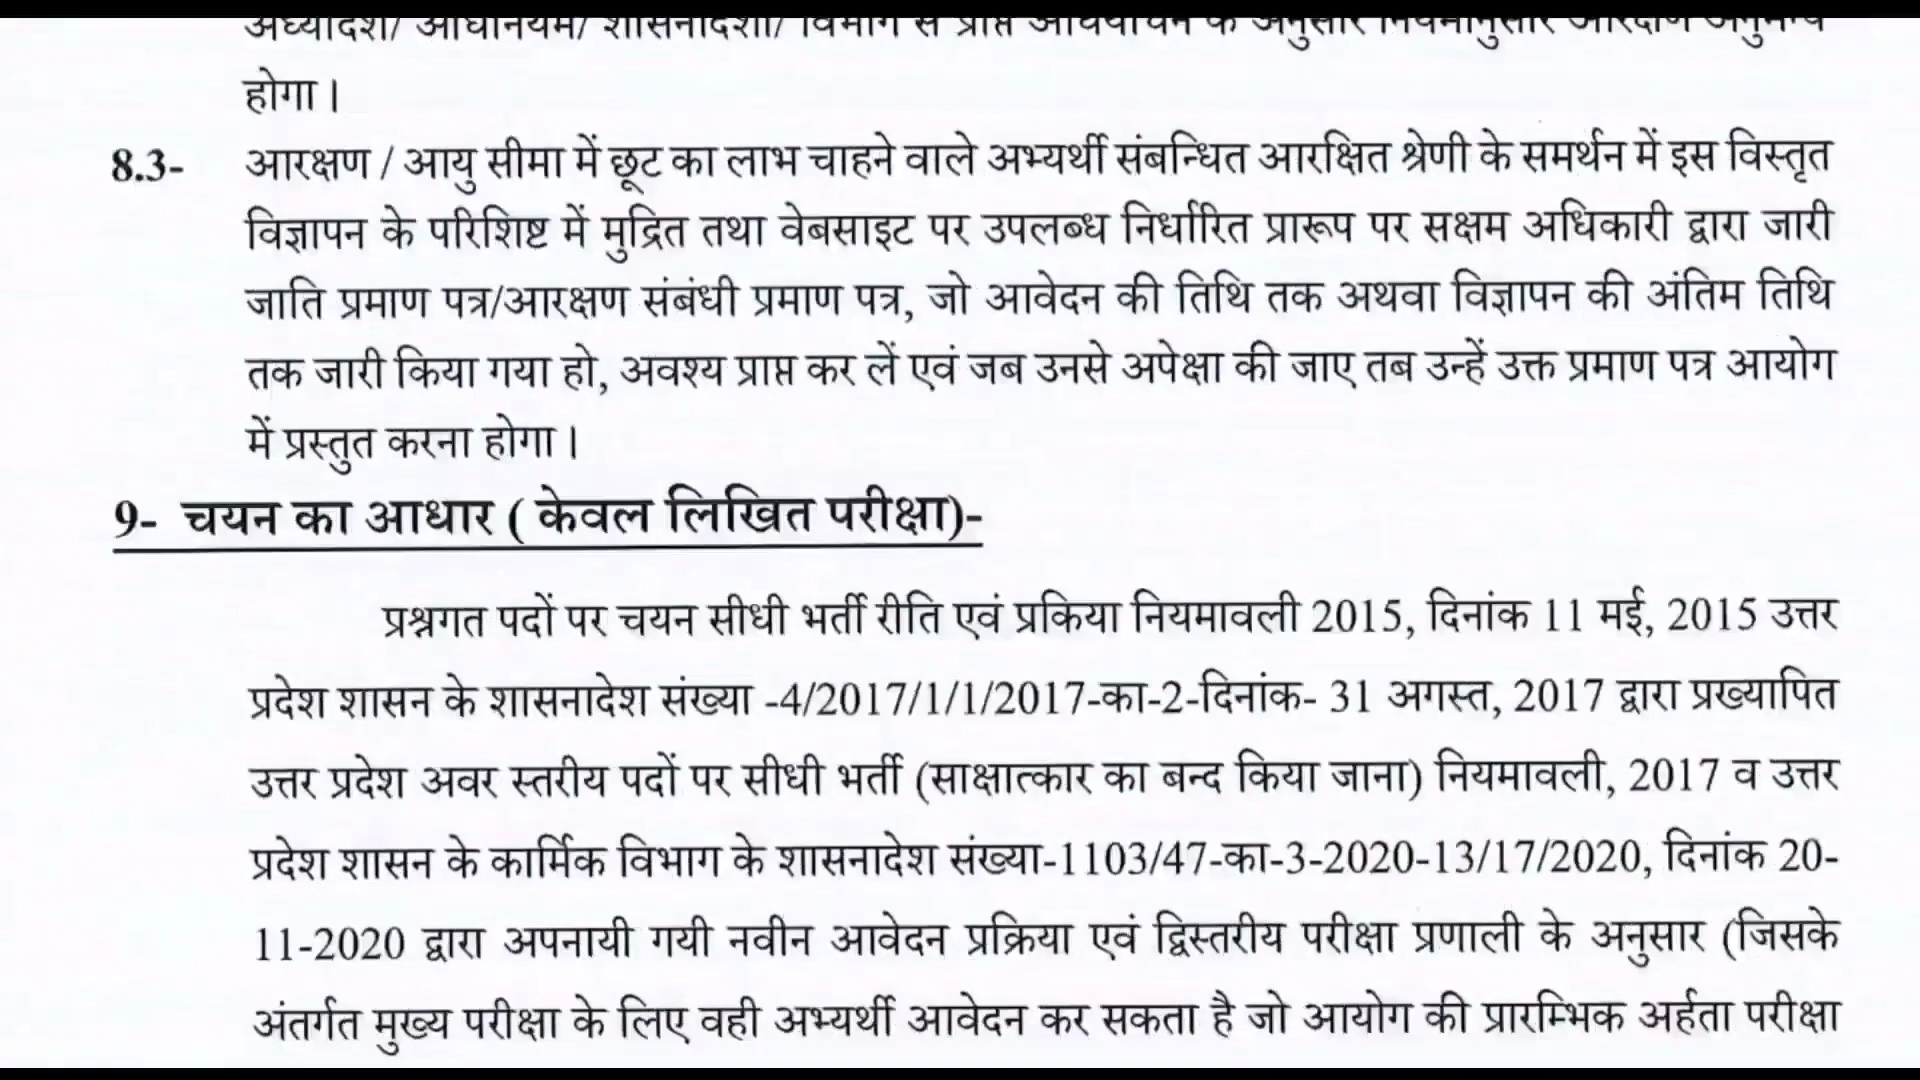 अध्यादेश/ अधिनियम/ शासनादेशों/ विभाग से प्राप्त अधियाचन के अनुसार नियमानुसार आरक्षण अनुमन्य
होगा।
8.3- आरक्षण / आयु सीमा में छूट का लाभ चाहने वाले अभ्यर्थी संबन्धित आरक्षित श्रेणी के समर्थन में इस विस्तृत
विज्ञापन के परिशिष्ट में मुद्रित तथा वेबसाइट पर उपलब्ध निर्धारित प्रारूप पर सक्षम अधिकारी द्वारा जारी
जाति प्रमाण पत्र/आरक्षण संबंधी प्रमाण पत्र, जो आवेदन की तिथि तक अथवा विज्ञापन की अंतिम तिथि
तक जारी किया गया हो, अवश्य प्राप्त कर लें एवं जब उनसे अपेक्षा की जाए तब उन्हें उक्त प्रमाण पत्र आयोग
में प्रस्तुत करना होगा।
9- चयन का आधार ( केवल लिखित परीक्षा)-
प्रश्नगत पदों पर चयन सीधी भर्ती रीति एवं प्रकिया नियमावली 2015, दिनांक 11 मई, 2015 उत्तर
प्रदेश शासन के शासनादेश संख्या -4/2017/1/1/2017-का-2-दिनांक- 31 अगस्त, 2017 द्वारा प्रख्यापित
उत्तर प्रदेश अवर स्तरीय पदों पर सीधी भर्ती (साक्षात्कार का बन्द किया जाना) नियमावली, 2017 व उत्तर
प्रदेश शासन के कार्मिक विभाग के शासनादेश संख्या-1103/47-का-3-2020-13/17/2020, दिनांक 20-
11-2020 द्वारा अपनायी गयी नवीन आवेदन प्रक्रिया एवं द्विस्तरीय परीक्षा प्रणाली के अनुसार (जिसके
अंतर्गत मुख्य परीक्षा के लिए वही अभ्यर्थी आवेदन कर सकता है जो आयोग की प्रारम्भिक अर्हता परीक्षा